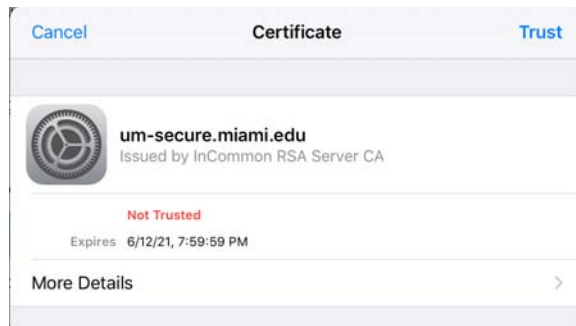 Cancel Certificate Trust
um-secure.miami.edu
Issued by InCommon RSA Server CA
Not Trusted
Expires 6/12/21, 7:59:59 PM
More Details